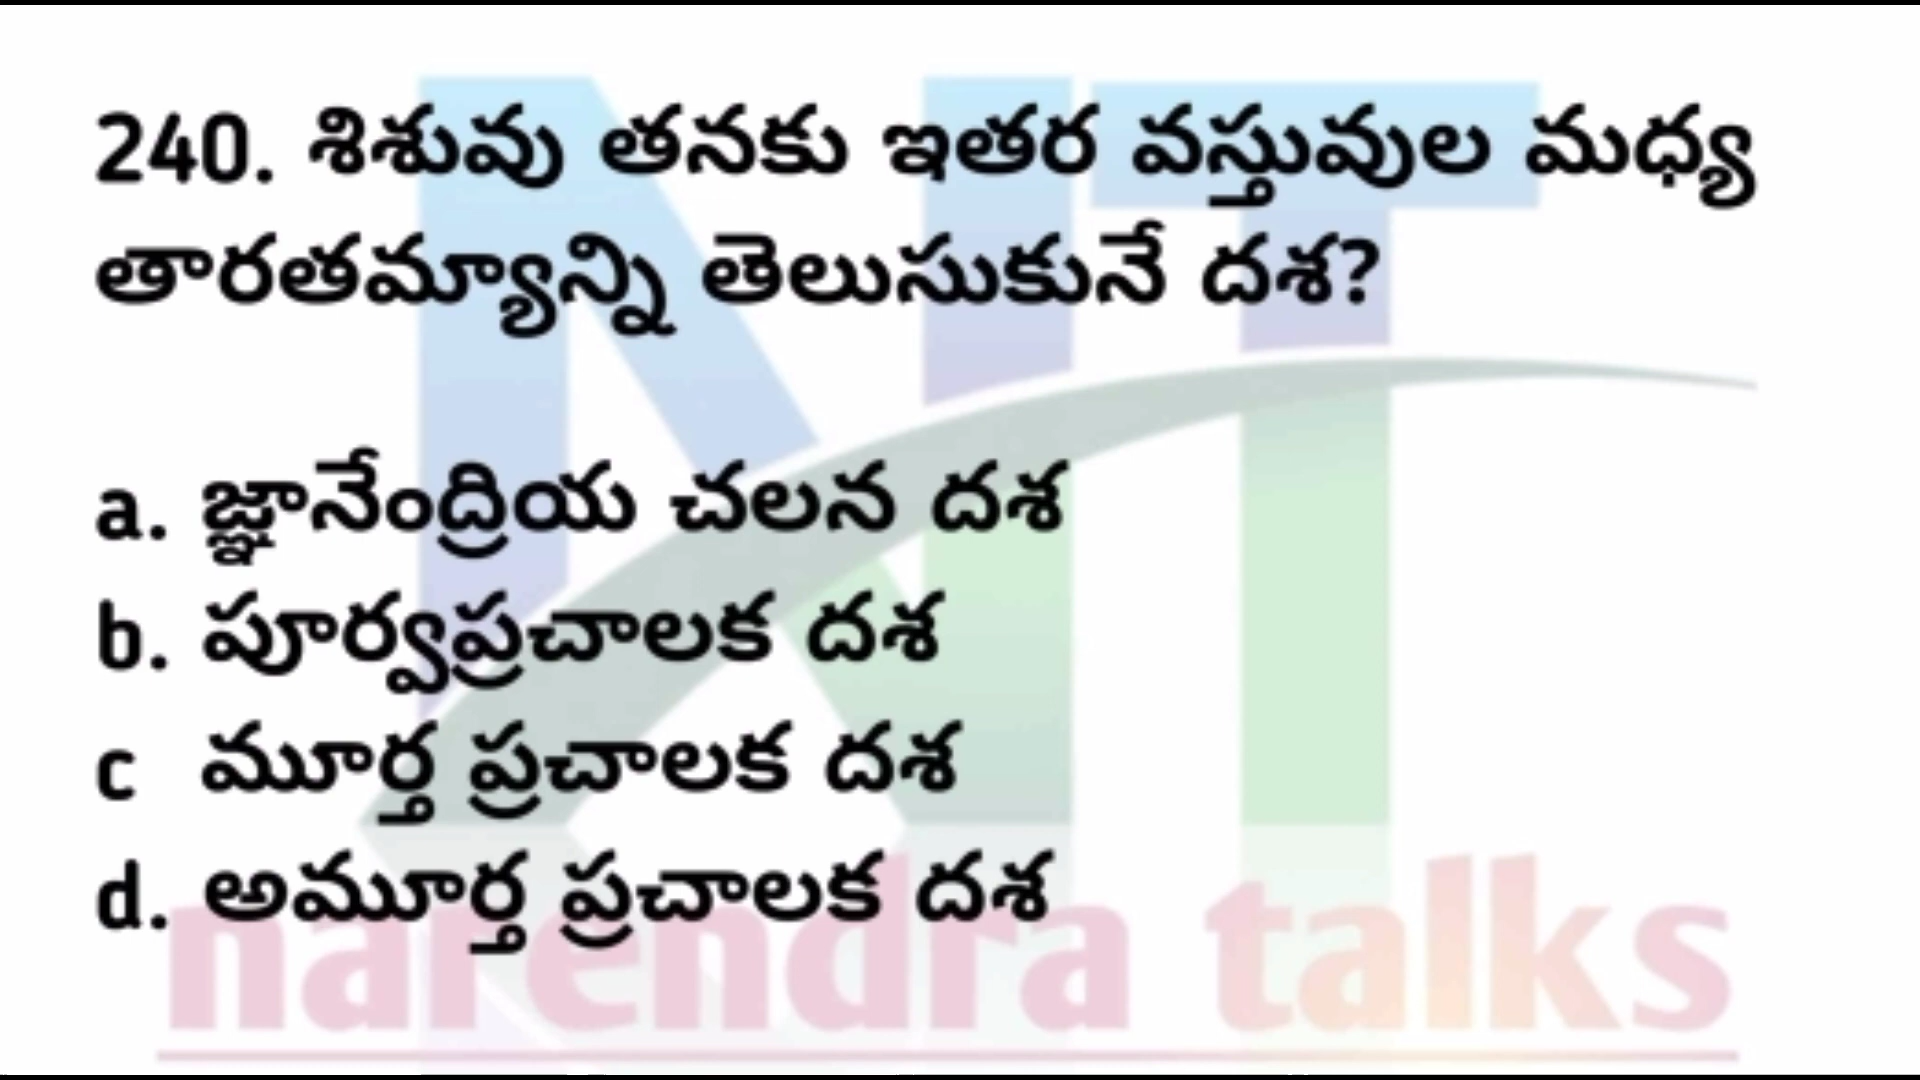 240. శిశువు తనకు ఇతర వస్తువుల మధ్య
తారతమ్యాన్ని తెలుసుకునే దశ?
a. జ్ఞానేంద్రియ చలన దశ
b. పూర్వప్రచాలక దశ
c మూర్త ప్రచాలక దశ
d. అమూర్త ప్రచాలక దశ
NT
narendra talks